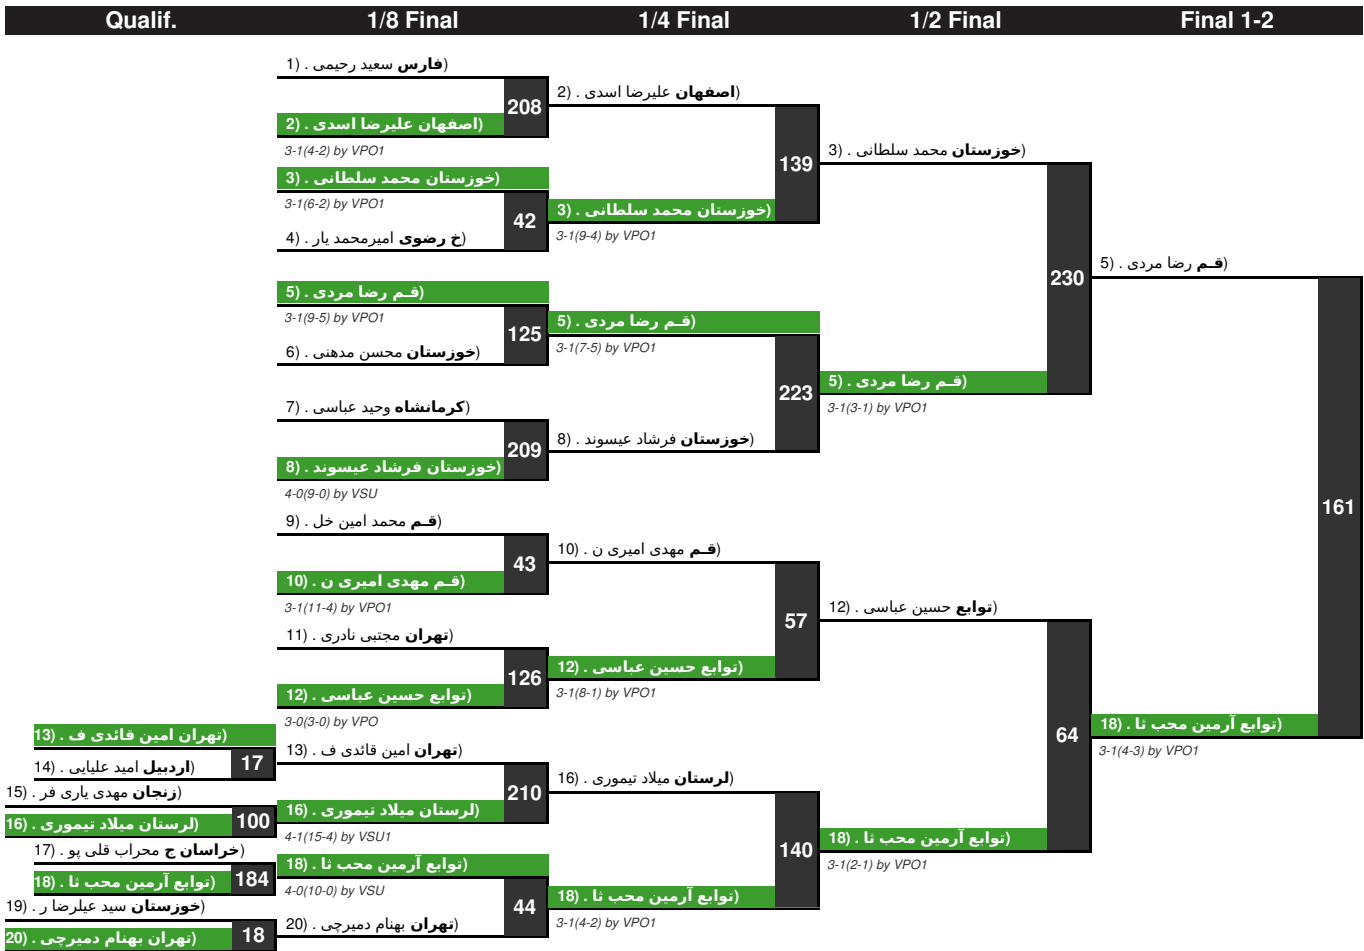 Qualif.
1/8 Final
1/4 Final
1/2 Final
Final 1-2
1) . فارس سعید رحیمی)
208
2) . اصفهان علیرضا اسدی)
3-1(4-2) by VPO1
3) . خوزستان محمد سلطانی)
3-1(6-2) by VPO1
42
4) . خ رضوی امیرمحمد یار)
5) . قـم رضا مردی)
3-1(9-5) by VPO1
125
6) . خوزستان محسن مدهنی)
7) . کرمانشاه وحید عباسی)
209
8) . خوزستان فرشاد عیسوند)
4-0(9-0) by VSU
9) . قـم محمد امین خل)
43
10) . قـم مهدی امیری ن)
3-1(11-4) by VPO1
11) . تهران مجتبی نادری)
126
12) . توابع حسین عباسی)
3-0(3-0) by VPO
13) . تهران امین قائدی ف)
17
14) . اردبیل امید علیایی)
15) . زنجان مهدی یاری فر)
100
16) . لرستان میلاد تیموری)
17) . خراسان ج محراب قلی پو)
184
18) . توابع آرمین محب ثا)
19) . خوزستان سید عیلرضا ر)
18
20) . تهران بهنام دمیرچی)
13) . تهران امین قائدی ف)
210
16) . لرستان میلاد تیموری)
4-1(15-4) by VSU1
18) . توابع آرمین محب ثا)
4-0(10-0) by VSU
44
20) . تهران بهنام دمیرچی)
2) . اصفهان علیرضا اسدی)
139
3) . خوزستان محمد سلطانی)
3-1(9-4) by VPO1
5) . قـم رضا مردی)
3-1(7-5) by VPO1
223
8) . خوزستان فرشاد عیسوند)
10) . قـم مهدی امیری ن)
57
12) . توابع حسین عباسی)
3-1(8-1) by VPO1
16) . لرستان میلاد تیموری)
140
18) . توابع آرمین محب ثا)
3-1(4-2) by VPO1
3) . خوزستان محمد سلطانی)
230
5) . قـم رضا مردی)
3-1(3-1) by VPO1
12) . توابع حسین عباسی)
64
18) . توابع آرمین محب ثا)
3-1(2-1) by VPO1
5) . قـم رضا مردی)
161
18) . توابع آرمین محب ثا)
3-1(4-3) by VPO1